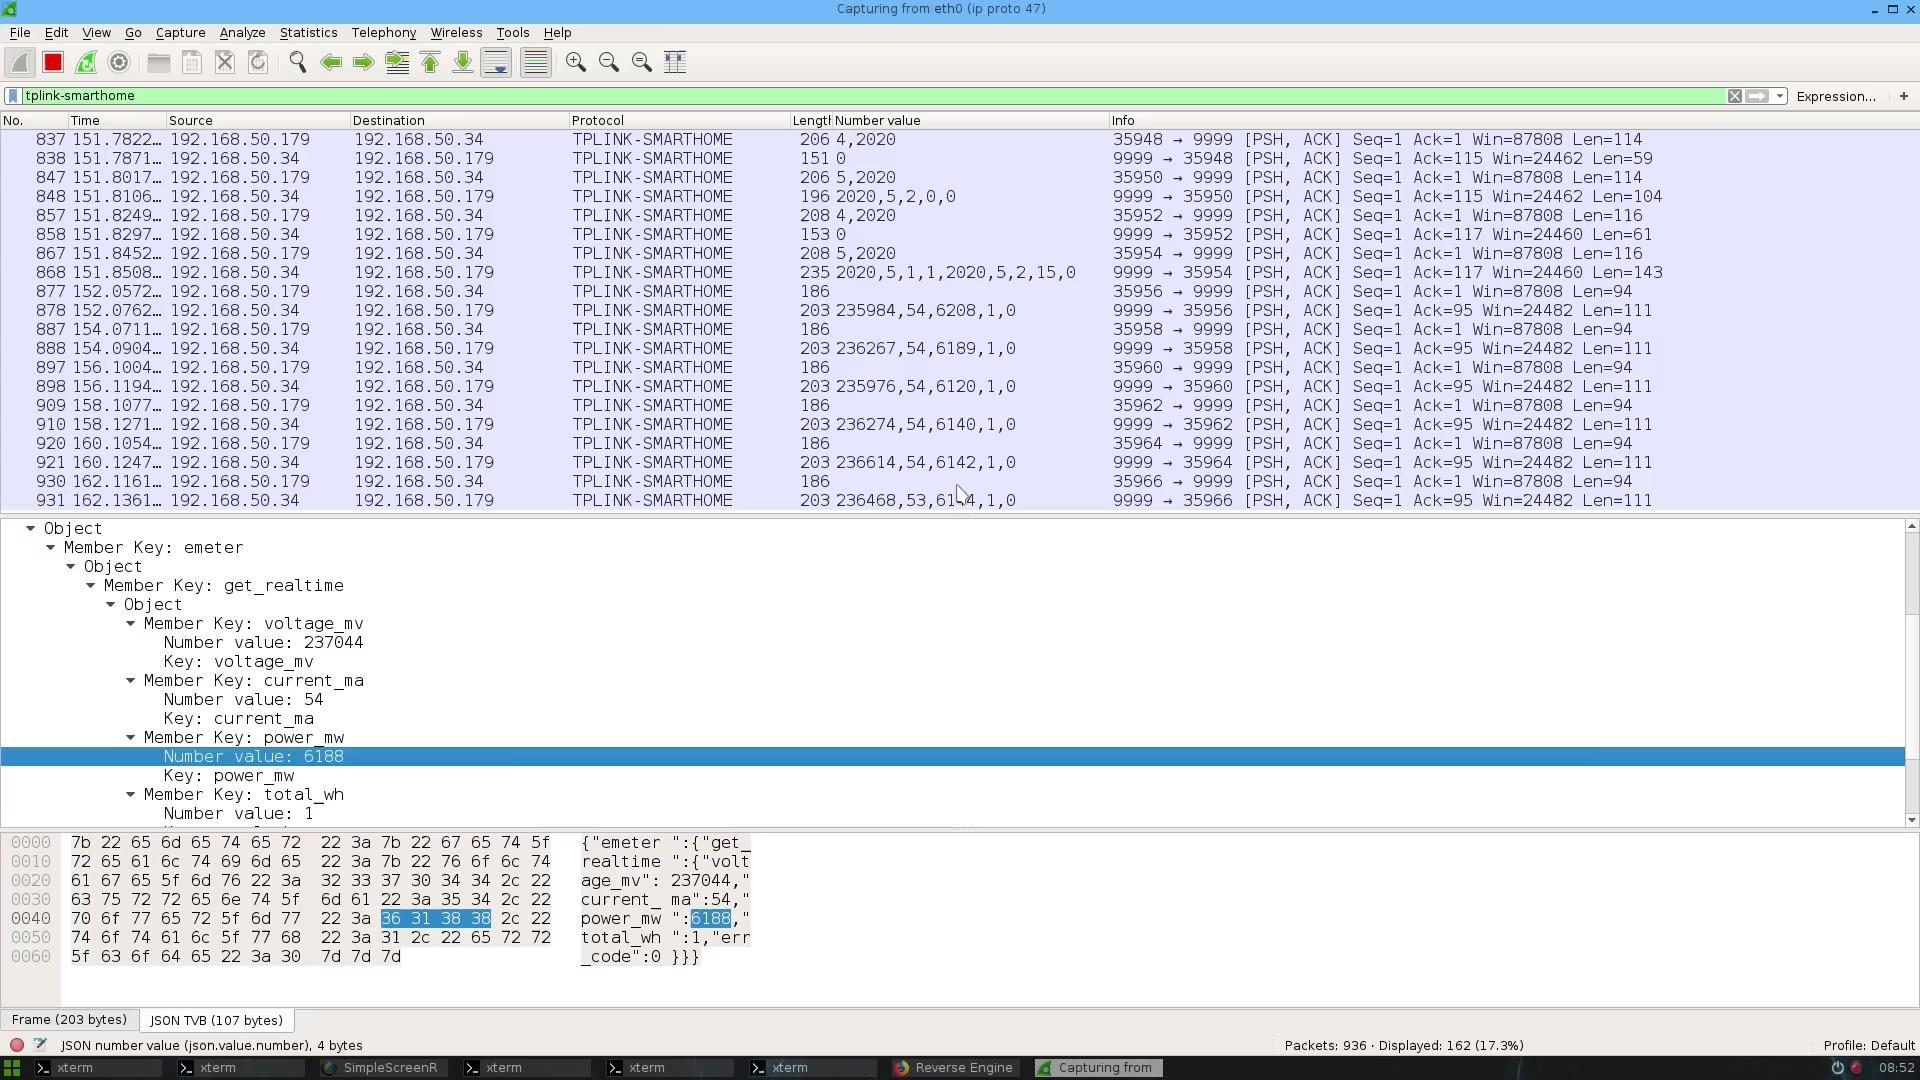 Capturing from eth0 (ip proto 47)
File Edit View Go Capture Analyze Statistics Telephony Wireless Tools Help
tplink-smarthome Expression... +
No. Time Source Destination Protocol Length Number value Info
837 151.7822… 192.168.50.179 192.168.50.34 TPLINK-SMARTHOME 206 4,2020 35948 → 9999 [PSH, ACK] Seq=1 Ack=1 Win=87808 Len=114
838 151.7871… 192.168.50.34 192.168.50.179 TPLINK-SMARTHOME 151 0 9999 → 35948 [PSH, ACK] Seq=1 Ack=115 Win=24462 Len=59
847 151.8017… 192.168.50.179 192.168.50.34 TPLINK-SMARTHOME 206 5,2020 35950 → 9999 [PSH, ACK] Seq=1 Ack=1 Win=87808 Len=114
848 151.8106… 192.168.50.34 192.168.50.179 TPLINK-SMARTHOME 196 2020,5,2,0,0 9999 → 35950 [PSH, ACK] Seq=1 Ack=115 Win=24462 Len=104
857 151.8249… 192.168.50.179 192.168.50.34 TPLINK-SMARTHOME 208 4,2020 35952 → 9999 [PSH, ACK] Seq=1 Ack=1 Win=87808 Len=116
858 151.8297… 192.168.50.34 192.168.50.179 TPLINK-SMARTHOME 153 0 9999 → 35952 [PSH, ACK] Seq=1 Ack=117 Win=24460 Len=61
867 151.8452… 192.168.50.179 192.168.50.34 TPLINK-SMARTHOME 208 5,2020 35954 → 9999 [PSH, ACK] Seq=1 Ack=1 Win=87808 Len=116
868 151.8508… 192.168.50.34 192.168.50.179 TPLINK-SMARTHOME 235 2020,5,1,1,2020,5,2,15,0 9999 → 35954 [PSH, ACK] Seq=1 Ack=117 Win=24460 Len=143
877 152.0572… 192.168.50.179 192.168.50.34 TPLINK-SMARTHOME 186 35956 → 9999 [PSH, ACK] Seq=1 Ack=1 Win=87808 Len=94
878 152.0762… 192.168.50.34 192.168.50.179 TPLINK-SMARTHOME 203 235984,54,6208,1,0 9999 → 35956 [PSH, ACK] Seq=1 Ack=95 Win=24482 Len=111
887 154.0711… 192.168.50.179 192.168.50.34 TPLINK-SMARTHOME 186 35958 → 9999 [PSH, ACK] Seq=1 Ack=1 Win=87808 Len=94
888 154.0904… 192.168.50.34 192.168.50.179 TPLINK-SMARTHOME 203 236267,54,6189,1,0 9999 → 35958 [PSH, ACK] Seq=1 Ack=95 Win=24482 Len=111
897 156.1004… 192.168.50.179 192.168.50.34 TPLINK-SMARTHOME 186 35960 → 9999 [PSH, ACK] Seq=1 Ack=1 Win=87808 Len=94
898 156.1194… 192.168.50.34 192.168.50.179 TPLINK-SMARTHOME 203 235976,54,6120,1,0 9999 → 35960 [PSH, ACK] Seq=1 Ack=95 Win=24482 Len=111
909 158.1077… 192.168.50.179 192.168.50.34 TPLINK-SMARTHOME 186 35962 → 9999 [PSH, ACK] Seq=1 Ack=1 Win=87808 Len=94
910 158.1271… 192.168.50.34 192.168.50.179 TPLINK-SMARTHOME 203 236274,54,6140,1,0 9999 → 35962 [PSH, ACK] Seq=1 Ack=95 Win=24482 Len=111
920 160.1054… 192.168.50.179 192.168.50.34 TPLINK-SMARTHOME 186 35964 → 9999 [PSH, ACK] Seq=1 Ack=1 Win=87808 Len=94
921 160.1247… 192.168.50.34 192.168.50.179 TPLINK-SMARTHOME 203 236614,54,6142,1,0 9999 → 35964 [PSH, ACK] Seq=1 Ack=95 Win=24482 Len=111
930 162.1161… 192.168.50.179 192.168.50.34 TPLINK-SMARTHOME 186 35966 → 9999 [PSH, ACK] Seq=1 Ack=1 Win=87808 Len=94
931 162.1361… 192.168.50.34 192.168.50.179 TPLINK-SMARTHOME 203 9999 → 35966 [PSH, ACK] Seq=1 Ack=95 Win=24482 Len=111
Object
Member Key: emeter
Object
Member Key: get_realtime
Object
Member Key: voltage_mv
Number value: 237044
Key: voltage_mv
Member Key: current_ma
Number value: 54
Key: current_ma
Member Key: power_mw
Number value: 6188
Key: power_mw
Member Key: total_wh
Number value: 1
0000 7b 22 65 6d 65 74 65 72 22 3a 7b 22 67 65 74 5f {"emeter ":{"get_
0010 72 65 61 6c 74 69 6d 65 22 3a 7b 22 76 6f 6c 74 realtime ":{"volt
0020 61 67 65 5f 6d 76 22 3a 32 33 37 30 34 34 2c 22 age_mv": 237044,"
0030 63 75 72 72 65 6e 74 5f 6d 61 22 3a 35 34 2c 22 current_ ma":54,"
0040 70 6f 77 65 72 5f 6d 77 22 3a 36 31 38 38 2c 22 power_mw ":6188,"
0050 74 6f 74 61 6c 5f 77 68 22 3a 31 2c 22 65 72 72 total_wh ":1,"err
0060 5f 63 6f 64 65 22 3a 30 7d 7d 7d _code":0 }}}
Frame (203 bytes) JSON TVB (107 bytes)
JSON number value (json.value.number), 4 bytes Packets: 936 · Displayed: 162 (17.3%) Profile: Default
xterm xterm SimpleScreenR xterm xterm xterm Reverse Engine Capturing from 08:52